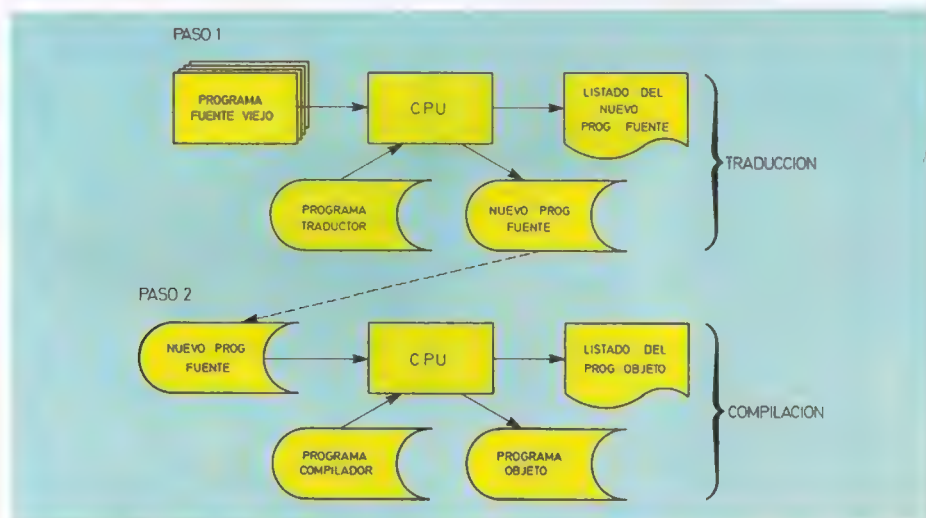 PASO 1
PROGRAMA
FUENTE VIEJO
CPU
LISTADO DEL
NUEVO
PROG FUENTE
TRADUCCION
PROGRAMA
TRADUCTOR
NUEVO PROG
FUENTE
PASO 2
NUEVO PROG
FUENTE
CPU
LISTADO DEL
PROG OBJETO
COMPILACION
PROGRAMA
COMPILADOR
PROGRAMA
OBJETO